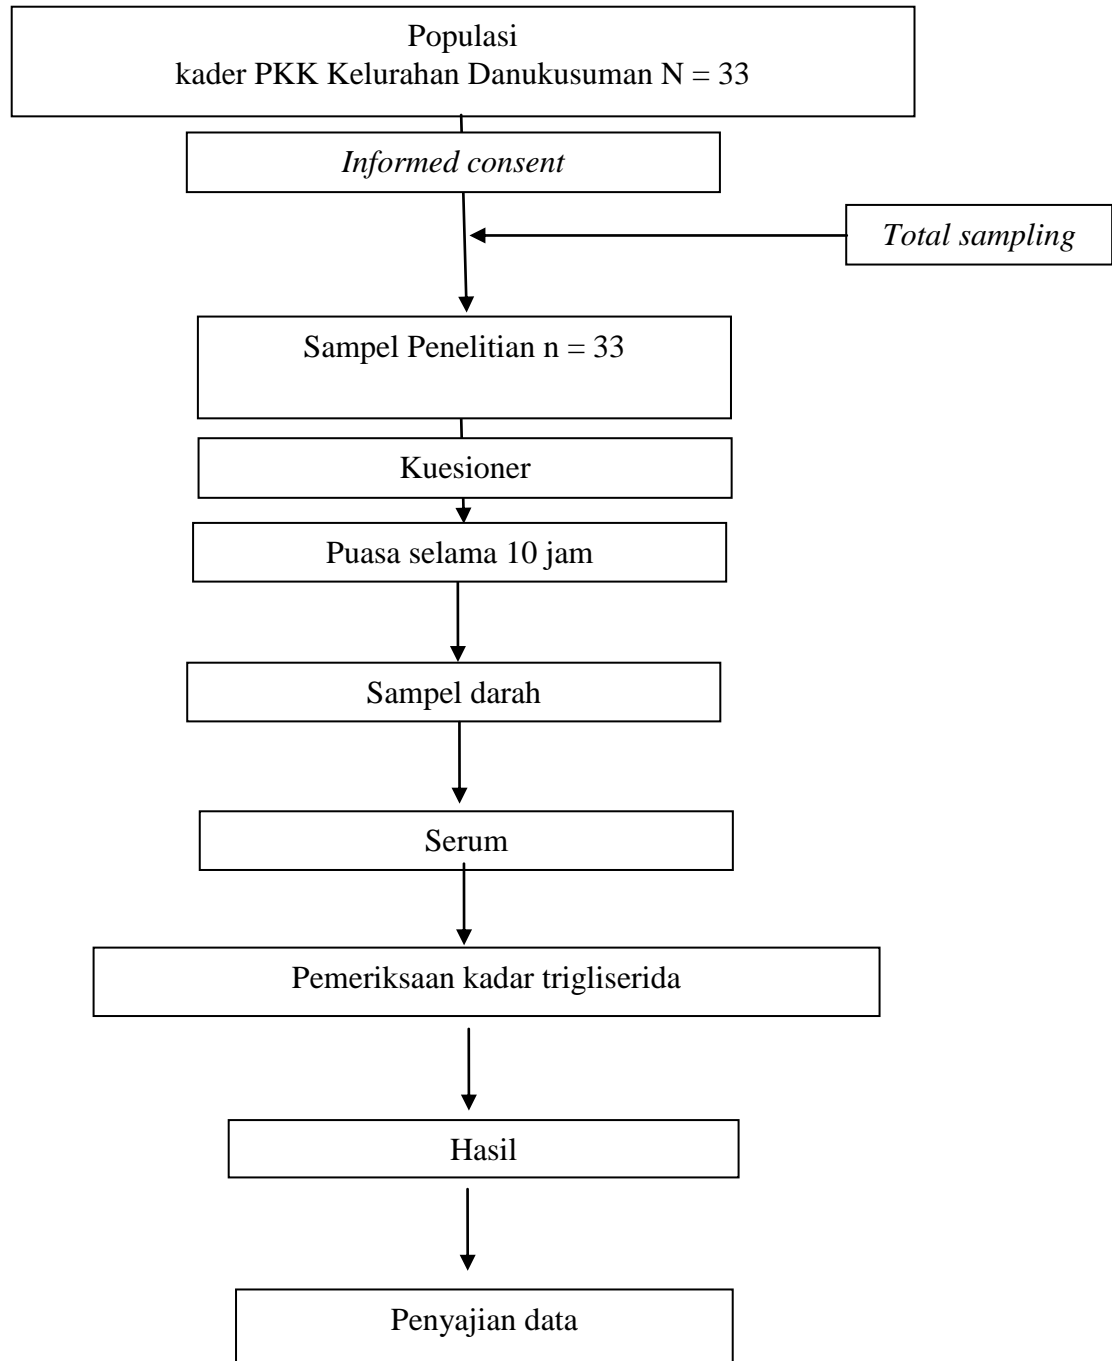 Populasi
kader PKK Kelurahan Danukusuman N = 33
Informed consent
Total sampling
Sampel Penelitian n = 33
Kuesioner
Puasa selama 10 jam
Sampel darah
Serum
Pemeriksaan kadar trigliserida
Hasil
Penyajian data